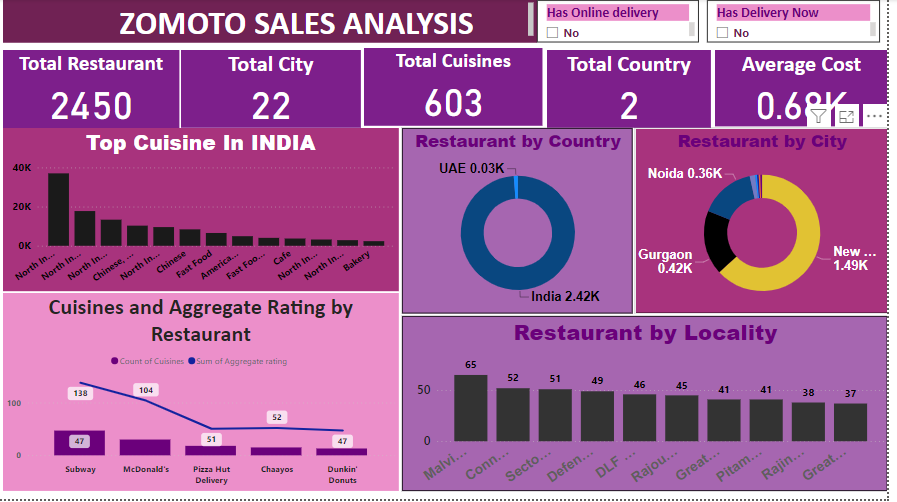 ZOMOTO SALES ANALYSIS
Has Online delivery
No
Has Delivery Now
No
Total Restaurant
2450
Total City
22
Total Cuisines
603
Total Country
2
Average Cost
0.68K
Top Cuisine In INDIA
40K
20K
0K
North In...
North In...
North In...
Chinese, ...
North In...
Chinese
Fast Food
America...
Fast Foo...
Cafe
North In...
North In...
Bakery
Restaurant by Country
UAE 0.03K
India 2.42K
Restaurant by City
Noida 0.36K
Gurgaon
0.42K
New ...
1.49K
Cuisines and Aggregate Rating by
Restaurant
Count of Cuisines Sum of Aggregate rating
100
0
138
104
51
52
47
47
Subway
McDonald's
Pizza Hut
Delivery
Chaayos
Dunkin'
Donuts
Restaurant by Locality
50
0
65
52
51
49
46
45
41
41
38
37
Malvi...
Conn...
Secto...
Defen...
DLF ...
Rajou...
Great...
Pitam...
Rajin...
Great...